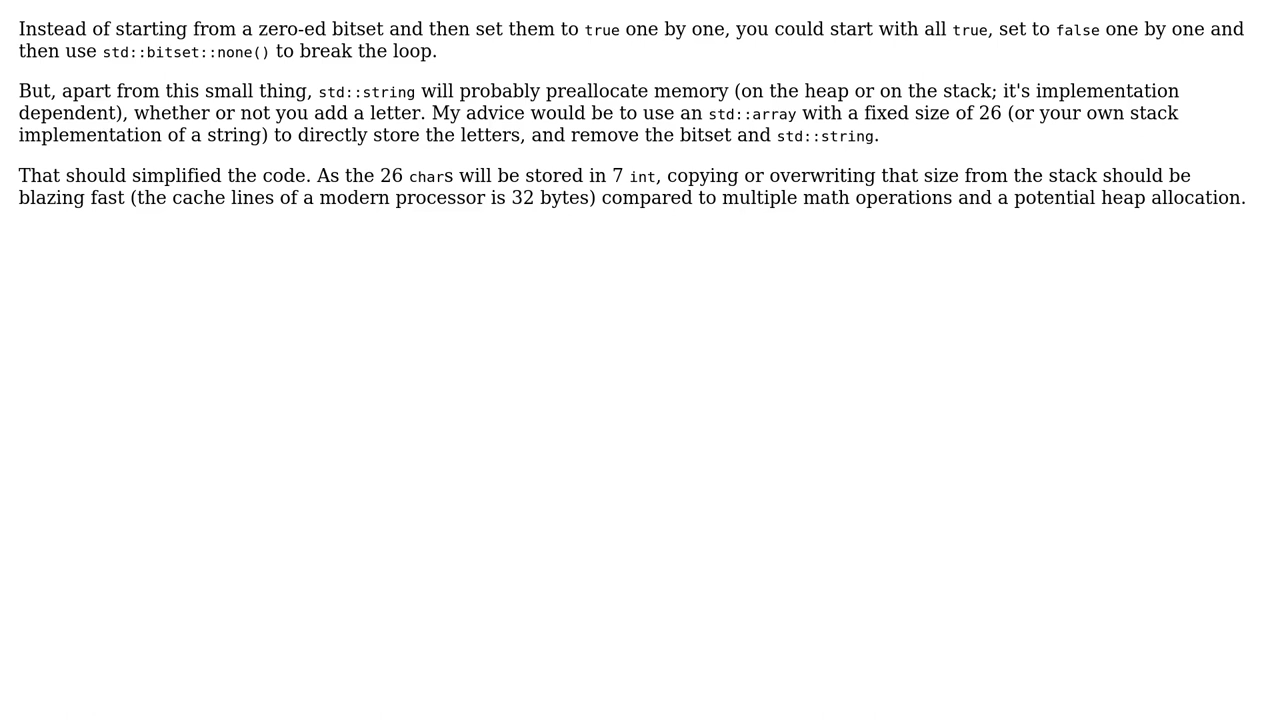 Instead of starting from a zero-ed bitset and then set them to true one by one, you could start with all true, set to false one by one and
then use std::bitset::none() to break the loop.
But, apart from this small thing, std::string will probably preallocate memory (on the heap or on the stack; it's implementation
dependent), whether or not you add a letter. My advice would be to use an std::array with a fixed size of 26 (or your own stack
implementation of a string) to directly store the letters, and remove the bitset and std::string.
That should simplified the code. As the 26 chars will be stored in 7 int, copying or overwriting that size from the stack should be
blazing fast (the cache lines of a modern processor is 32 bytes) compared to multiple math operations and a potential heap allocation.